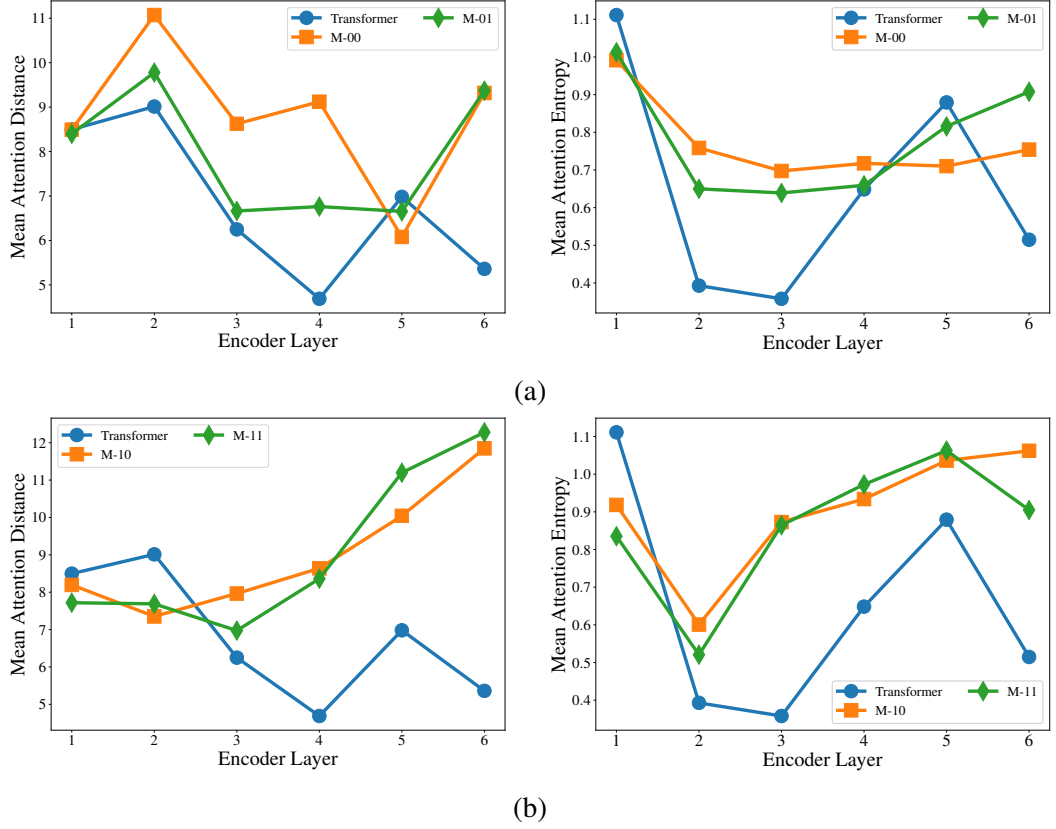 Transformer
M-00
M-01
Mean Attention Distance
11
10
9
8
7
6
5
1 2 3 4 5 6
Encoder Layer
Transformer
M-00
M-01
Mean Attention Entropy
1.1
1.0
0.9
0.8
0.7
0.6
0.5
0.4
1 2 3 4 5 6
Encoder Layer
(a)
Transformer
M-10
M-11
Mean Attention Distance
12
11
10
9
8
7
6
5
1 2 3 4 5 6
Encoder Layer
Mean Attention Entropy
1.1
1.0
0.9
0.8
0.7
0.6
0.5
0.4
Transformer
M-10
M-11
1 2 3 4 5 6
Encoder Layer
(b)